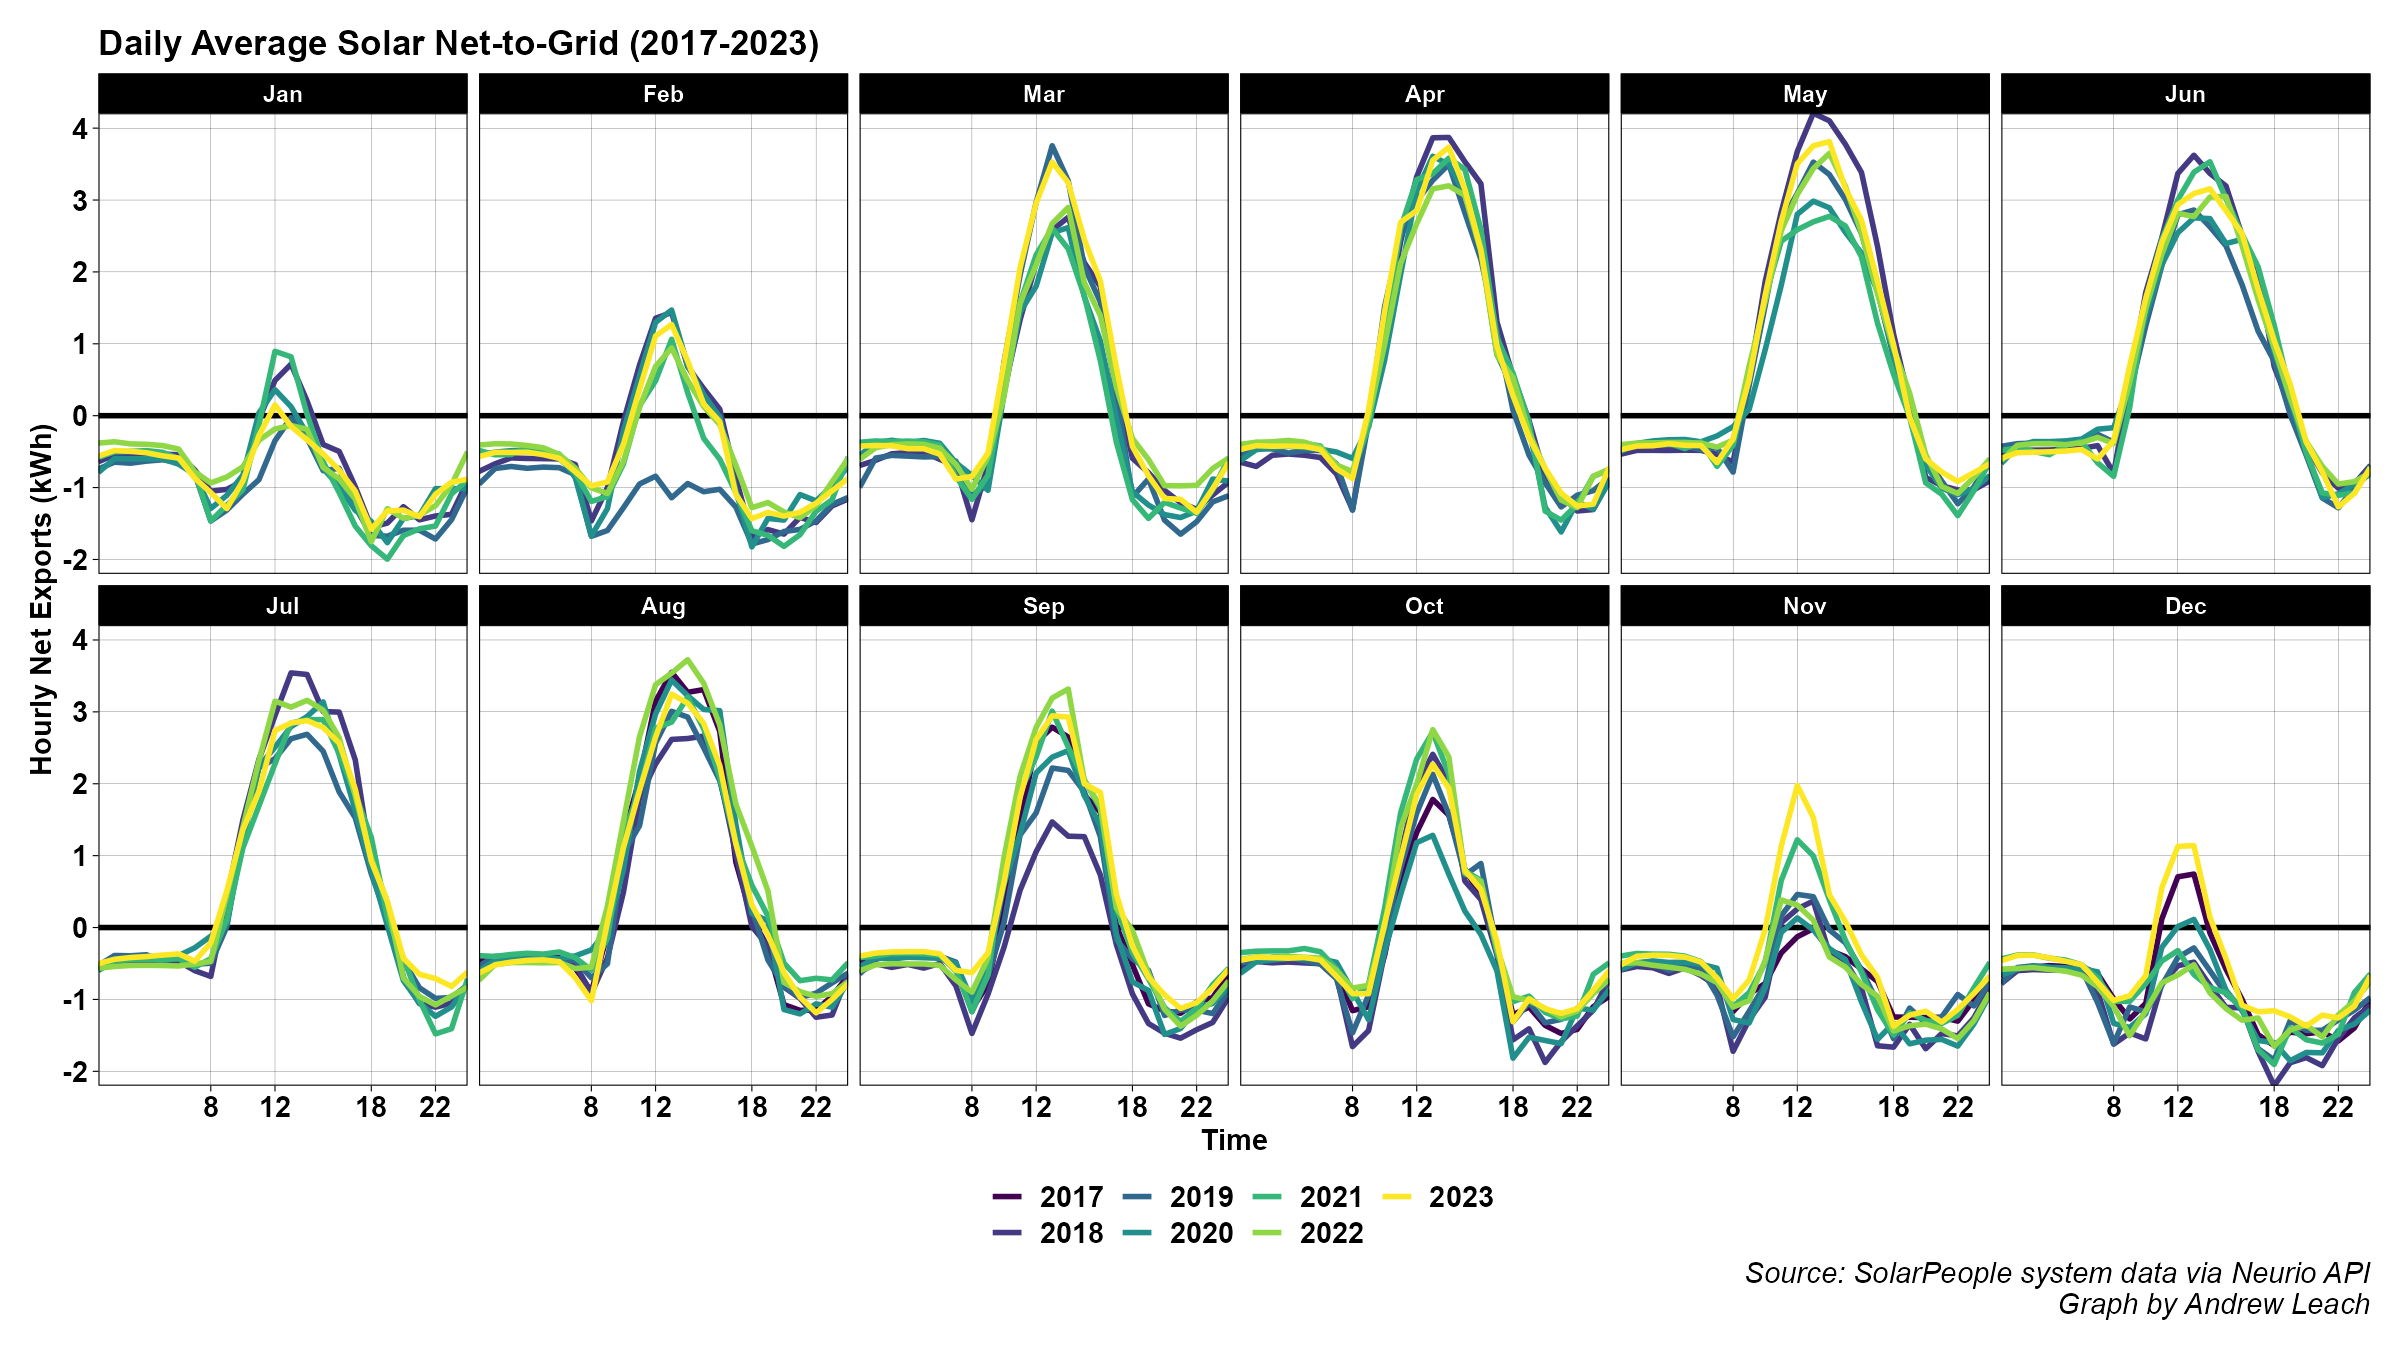 Daily Average Solar Net-to-Grid (2017-2023)
Jan Feb Mar Apr May Jun
4
3
2
1
0
-1
-2
Hourly Net Exports (kWh)
Jul Aug Sep Oct Nov Dec
4
3
2
1
0
-1
-2
8 12 18 22 8 12 18 22 8 12 18 22 8 12 18 22 8 12 18 22 8 12 18 22
Time
2017 2019 2021 2023
2018 2020 2022
Source: SolarPeople system data via Neurio API
Graph by Andrew Leach